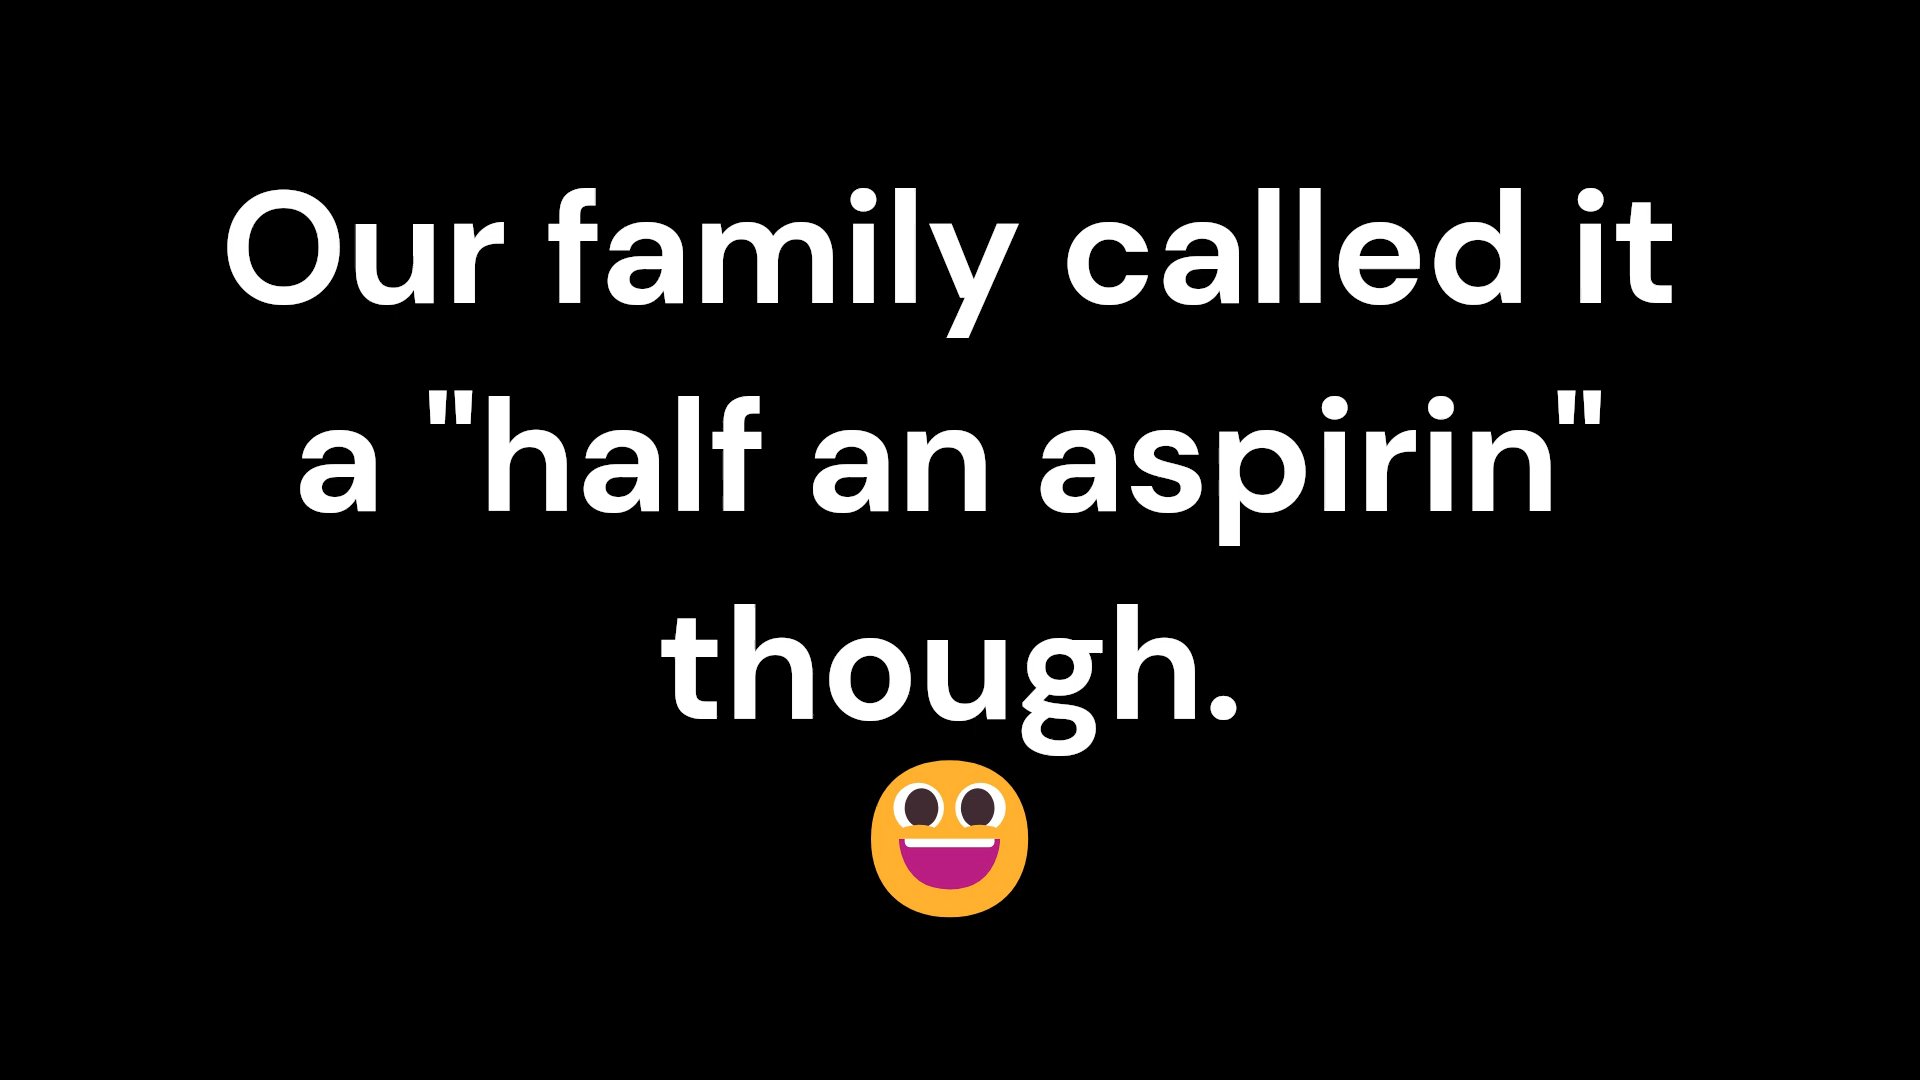 Our family called it
a "half an aspirin"
though.
😀